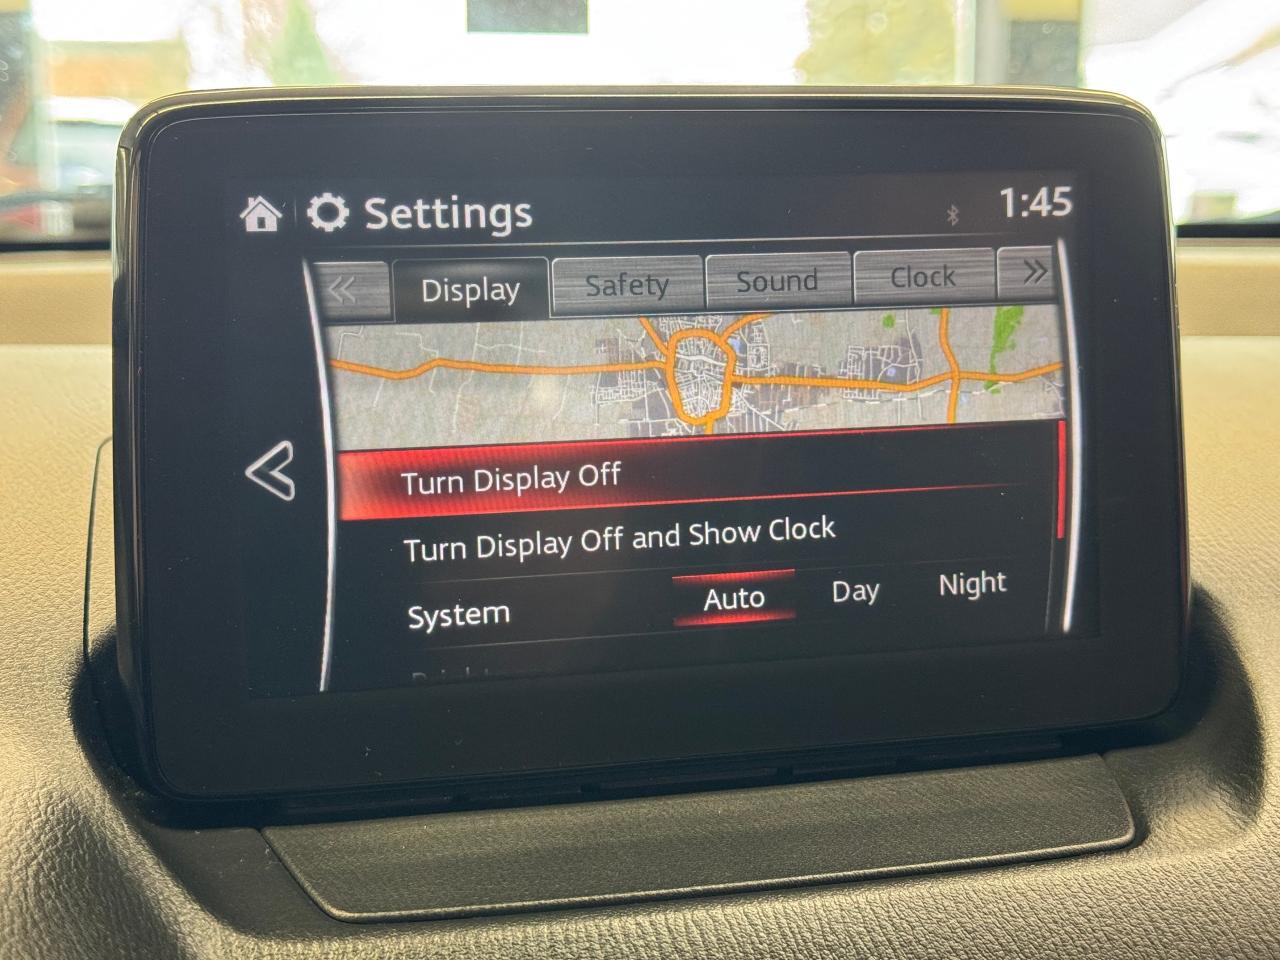 Settings
1:45
Display Safety Sound Clock
Turn Display Off
Turn Display Off and Show Clock
System Auto Day Night